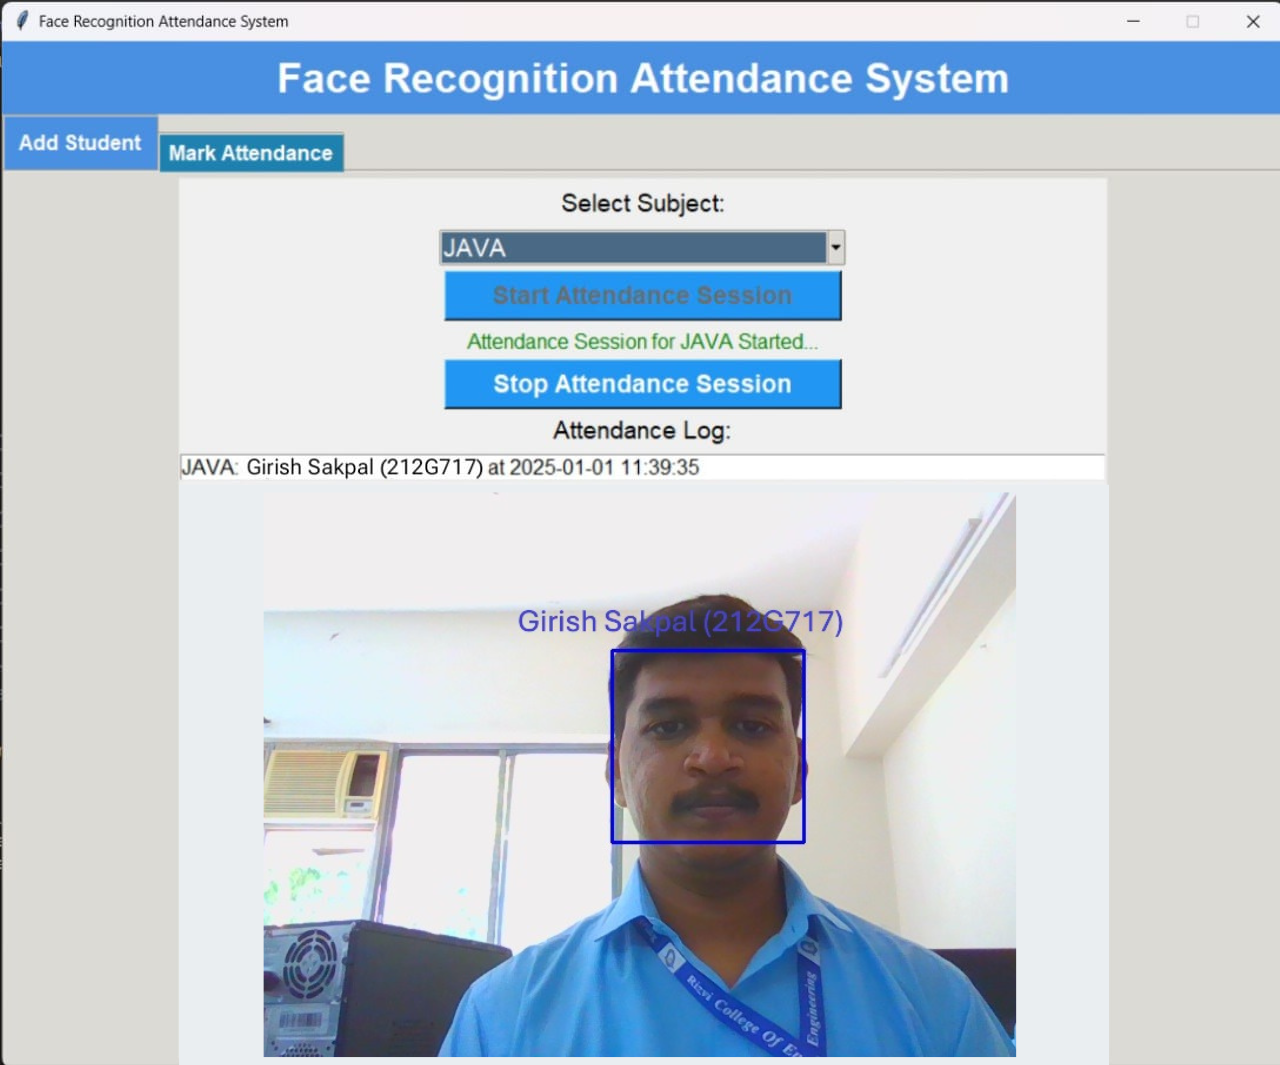 Face Recognition Attendance System
Face Recognition Attendance System
Add Student
Mark Attendance
Select Subject:
JAVA
Start Attendance Session
Attendance Session for JAVA Started...
Stop Attendance Session
Attendance Log:
JAVA: Girish Sakpal (212G717) at 2025-01-01 11:39:35
Girish Sakpal (212G717)
Rizvi College Of En
Engineering